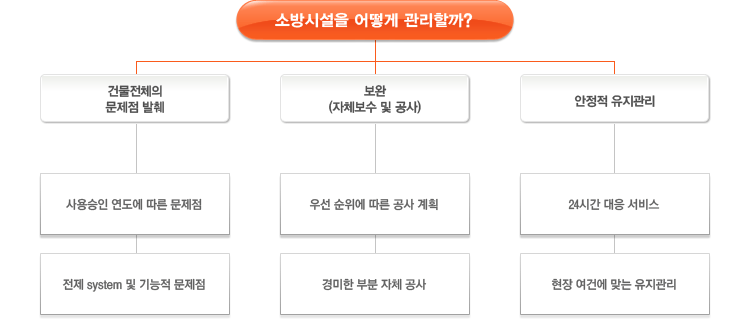 소방시설을 어떻게 관리할까?
건물전체의
문제점 발췌
보완
(자체보수 및 공사)
안정적 유지관리
사용승인 연도에 따른 문제점
우선 순위에 따른 공사 계획
24시간 대응 서비스
전체 system 및 기능적 문제점
경미한 부분 자체 공사
현장 여건에 맞는 유지관리